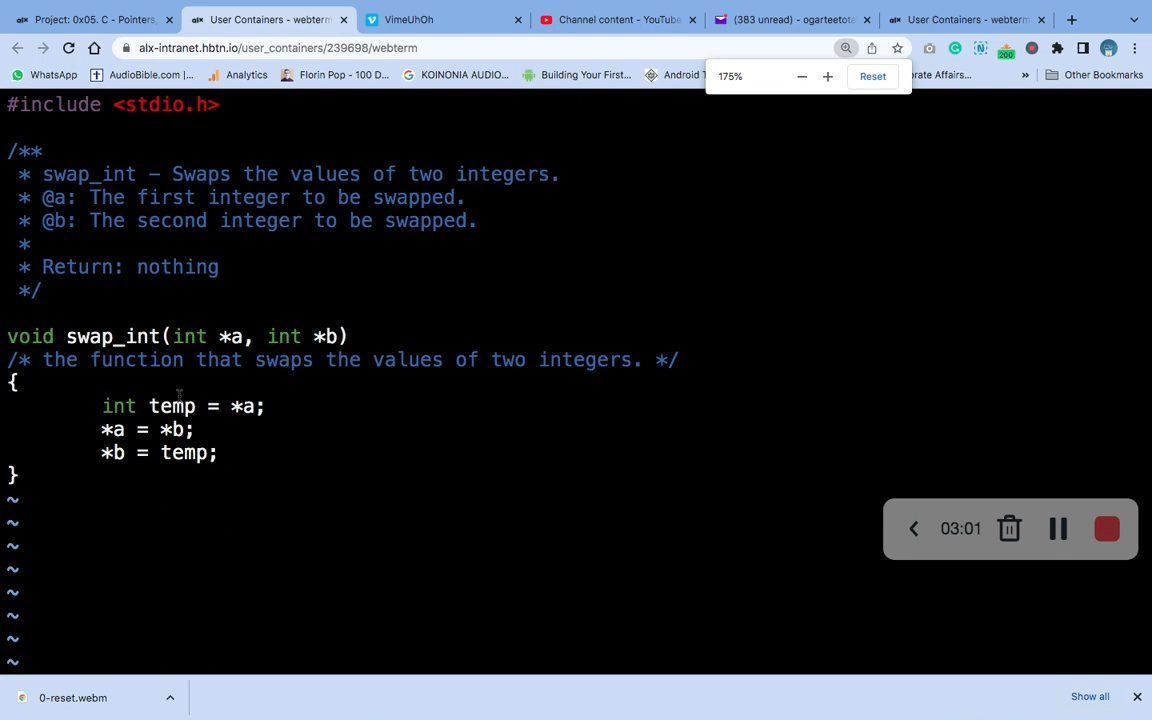 Project: 0x05. C - Pointers,
User Containers - webterm
VimeUhOh
Channel content - YouTube
(383 unread) - ogarteetota
User Containers - webterm
alx-intranet.hbtn.io/user_containers/239698/webterm
WhatsApp
AudioBible.com |...
Analytics
Florin Pop - 100 D...
KOINONIA AUDIO...
Building Your First...
Android
orate Affairs...
»
Other Bookmarks
200
175%
Reset
#include <stdio.h>
/**
* swap_int - Swaps the values of two integers.
* @a: The first integer to be swapped.
* @b: The second integer to be swapped.
*
* Return: nothing
*/
void swap_int(int *a, int *b)
/* the function that swaps the values of two integers. */
{
int temp = *a;
*a = *b;
*b = temp;
}
~
~
~
~
~
~
~
~
03:01
0-reset.webm
Show all